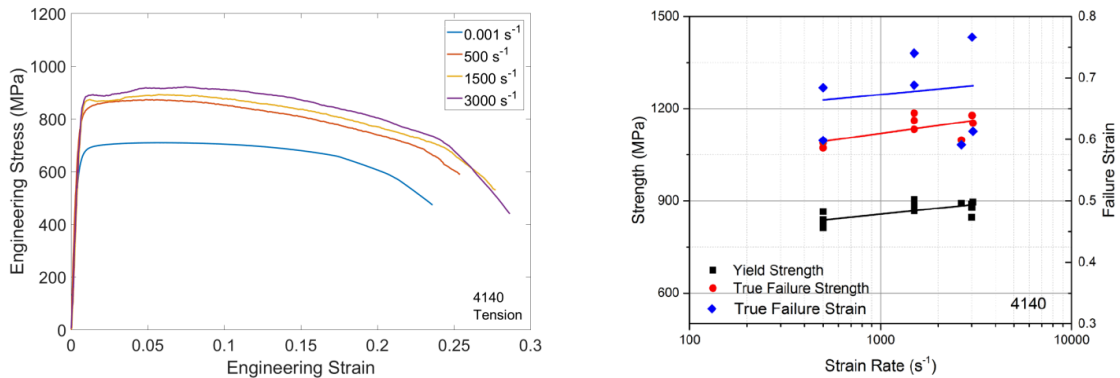 1200
1000
800
600
400
200
0
Engineering Stress (MPa)
0
0.05
0.1
0.15
0.2
0.25
0.3
Engineering Strain
0.001 s⁻¹
500 s⁻¹
1500 s⁻¹
3000 s⁻¹
4140
Tension
1500
1200
900
600
Strength (MPa)
0.8
0.7
0.6
0.5
0.4
0.3
Failure Strain
Yield Strength
True Failure Strength
True Failure Strain
4140
100
1000
10000
Strain Rate (s⁻¹)